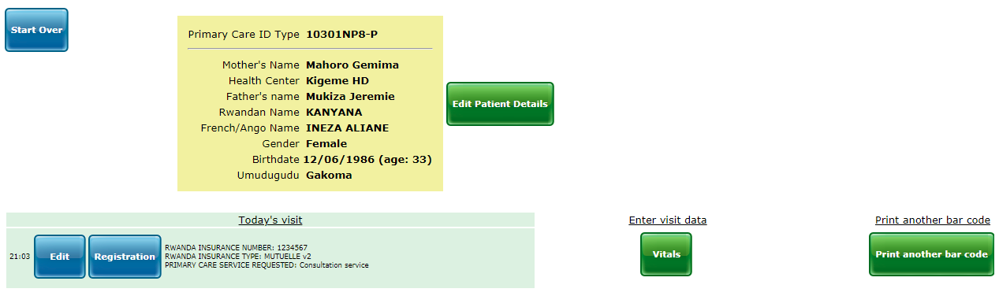 Start Over
Primary Care ID Type 10301NP8-P
Mother's Name Mahoro Gemima
Health Center Kigeme HD
Father's name Mukiza Jeremie
Rwandan Name KANYANA
French/Ango Name INEZA ALIANE
Gender Female
Birthdate 12/06/1986 (age: 33)
Umudugudu Gakoma
Edit Patient Details
Today's visit
21:03 Edit Registration
RWANDA INSURANCE NUMBER: 1234567
RWANDA INSURANCE TYPE: MUTUELLE v2
PRIMARY CARE SERVICE REQUESTED: Consultation service
Enter visit data
Vitals
Print another bar code
Print another bar code